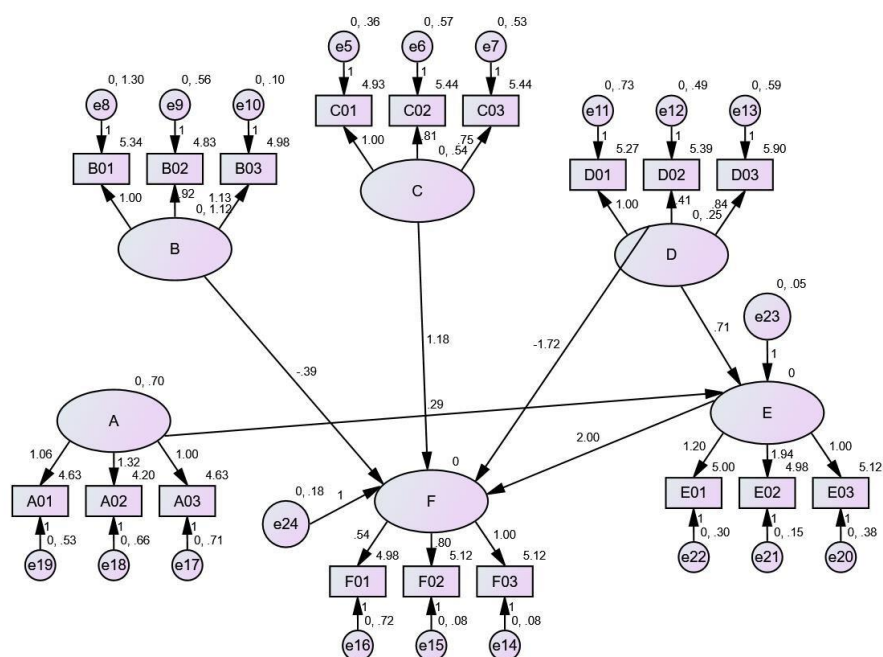 0, .36
0, .57
0, .53
e5
e6
e7
1
1
1
4.93
5.44
5.44
C01
C02
C03
1.00
.81
.75
0, .54
C
0, 1.30
0, .56
0, .10
e8
e9
e10
1
1
1
5.34
4.83
4.98
B01
B02
B03
1.00
.92
1.13
0, 1.12
B
0, .73
0, .49
0, .59
e11
e12
e13
1
1
1
5.27
5.39
5.90
D01
D02
D03
1.00
.41
.84
0, .25
D
0, .05
e23
1
0
E
.71
-1.72
1.18
-.39
.29
2.00
0, .70
A
1.06
1.32
1.00
4.63
4.20
4.63
A01
A02
A03
1
1
1
0, .53
0, .66
0, .71
e19
e18
e17
1.20
1.94
1.00
5.00
4.98
5.12
E01
E02
E03
1
1
1
0, .30
0, .15
0, .38
e22
e21
e20
0, .18
e24
1
0
F
.54
.80
1.00
4.98
5.12
5.12
F01
F02
F03
1
1
1
0, .72
0, .08
0, .08
e16
e15
e14